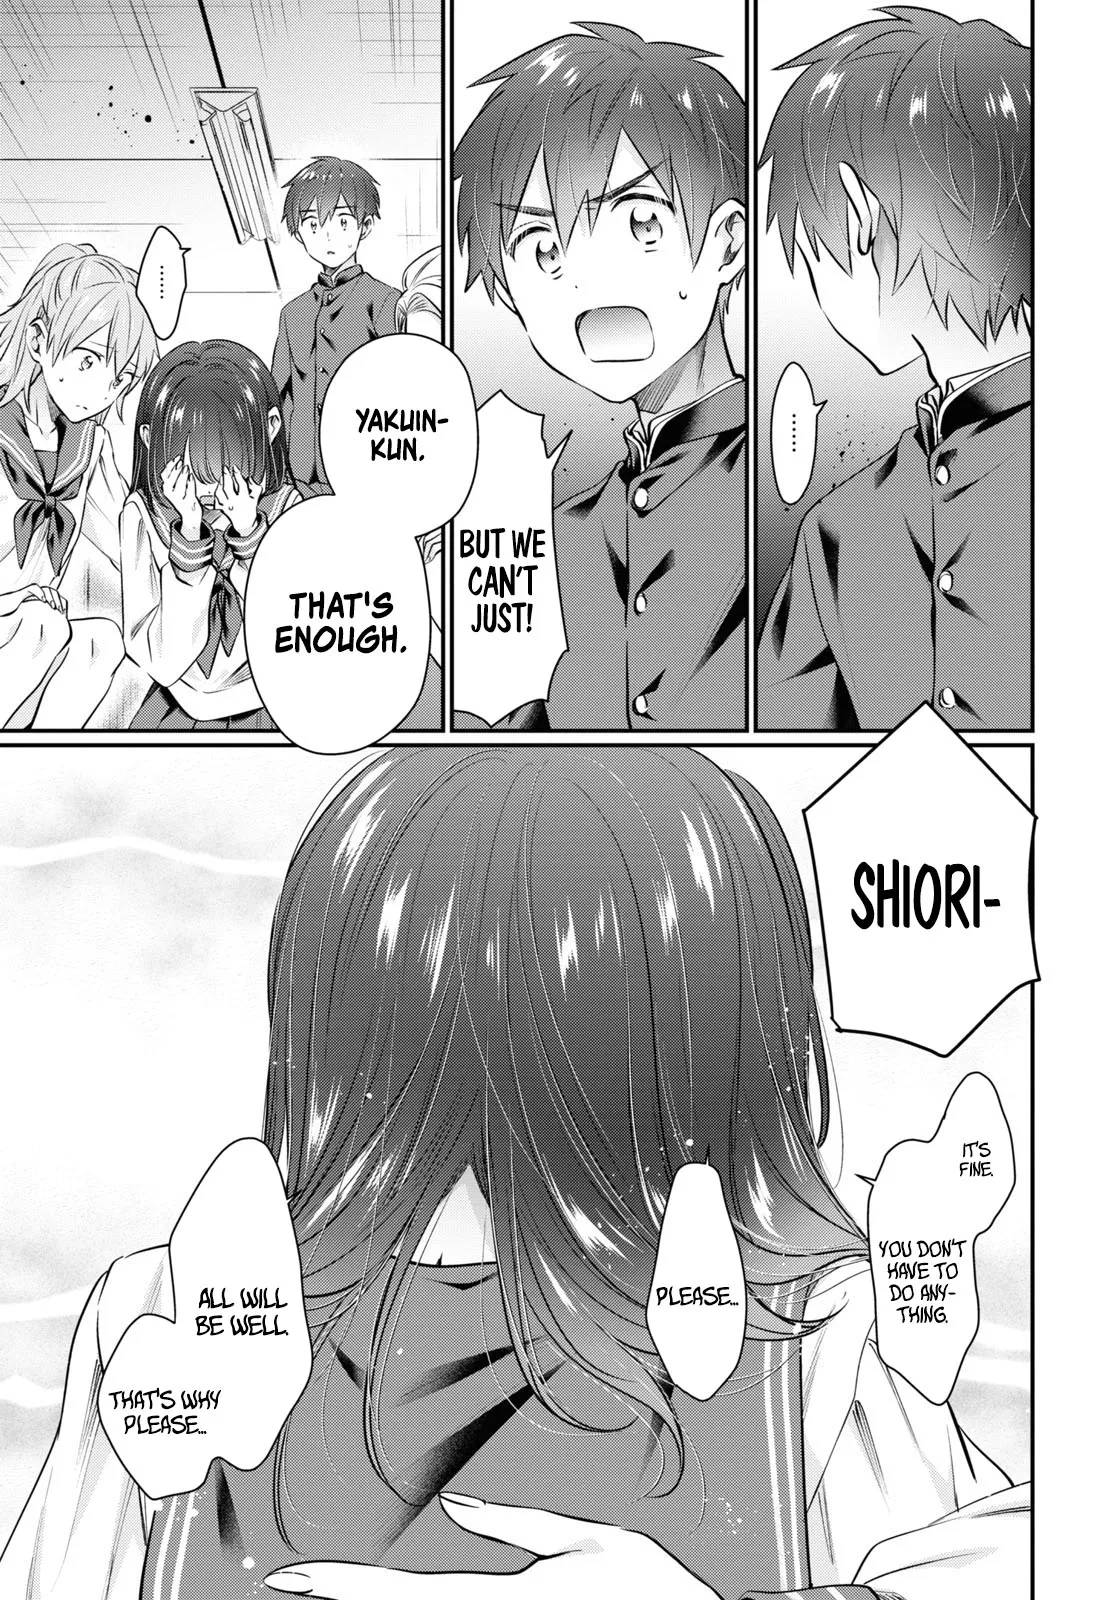 ......
BUT WE
CAN'T
JUST!
YAKUIN-
KUN.
THAT'S
ENOUGH.
......
SHIORI-
IT'S
FINE.
YOU DON'T
HAVE TO
DO ANY-
THING.
PLEASE...
ALL WILL
BE WELL.
THAT'S WHY
PLEASE...